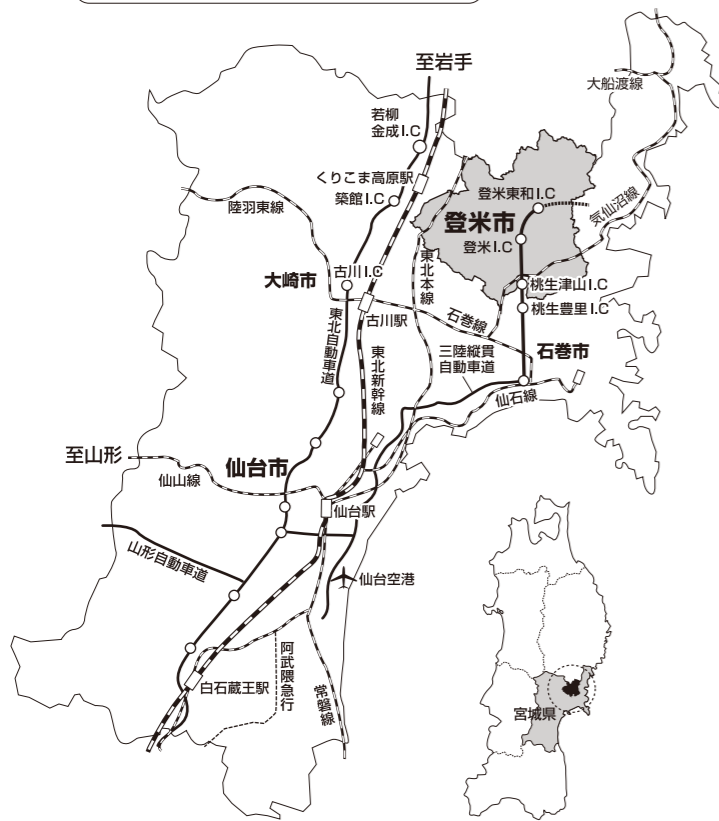 至岩手
大船渡線
若柳
金成I.C
くりこま高原駅
築館I.C
陸羽東線
登米東和I.C
気仙沼線
登米市
登米I.C
東北本線
大崎市
古川I.C
桃生津山I.C
桃生豊里I.C
古川駅
石巻線
東北自動車道
東北新幹線
三陸縦貫
自動車道
石巻市
仙石線
至山形
仙台市
仙山線
仙台駅
山形自動車道
仙台空港
阿武隈急行
白石蔵王駅
常磐線
宮城県